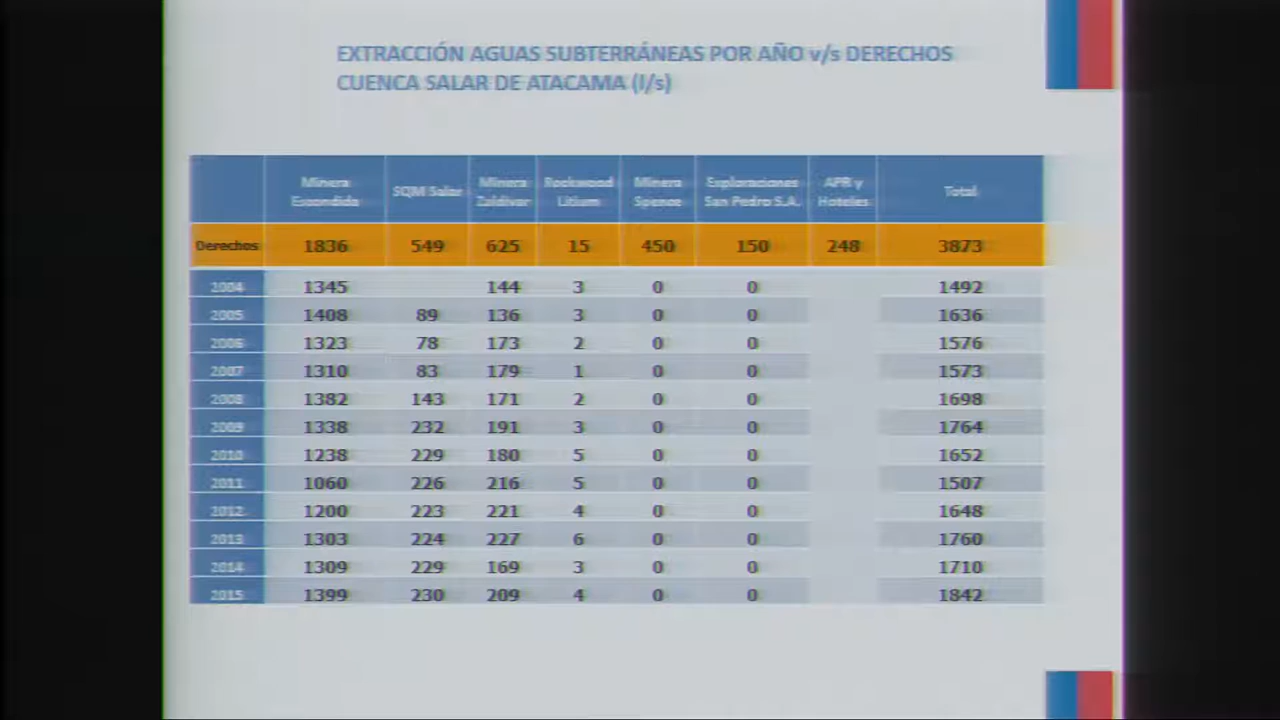 EXTRACCIÓN AGUAS SUBTERRÁNEAS POR AÑO v/s DERECHOS
CUENCA SALAR DE ATACAMA (l/s)
Minera Escondida SQM Salar Minera Zaldivar Rockwood Litium Minera Spence Exploraciones San Pedro S.A. APR y Hoteles Total
Derechos 1836 549 625 15 450 150 248 3873
2004 1345 144 3 0 0 1492
2005 1408 89 136 3 0 0 1636
2006 1323 78 173 2 0 0 1576
2007 1310 83 179 1 0 0 1573
2008 1382 143 171 2 0 0 1698
2009 1338 232 191 3 0 0 1764
2010 1238 229 180 5 0 0 1652
2011 1060 226 216 5 0 0 1507
2012 1200 223 221 4 0 0 1648
2013 1303 224 227 6 0 0 1760
2014 1309 229 169 3 0 0 1710
2015 1399 230 209 4 0 0 1842